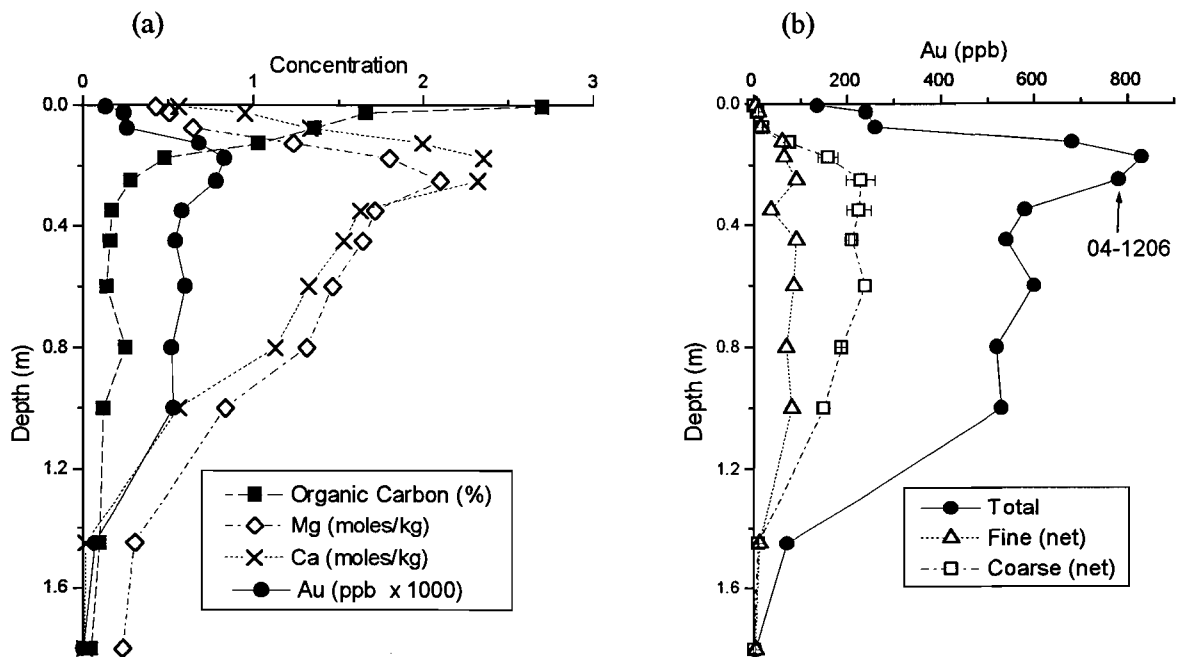 (a)
Concentration
0 1 2 3
0.0
0.4
0.8
1.2
1.6
Depth (m)
Organic Carbon (%)
Mg (moles/kg)
Ca (moles/kg)
Au (ppb x 1000)
(b)
Au (ppb)
0 200 400 600 800
0.0
0.4
0.8
1.2
1.6
Depth (m)
04-1206
Total
Fine (net)
Coarse (net)